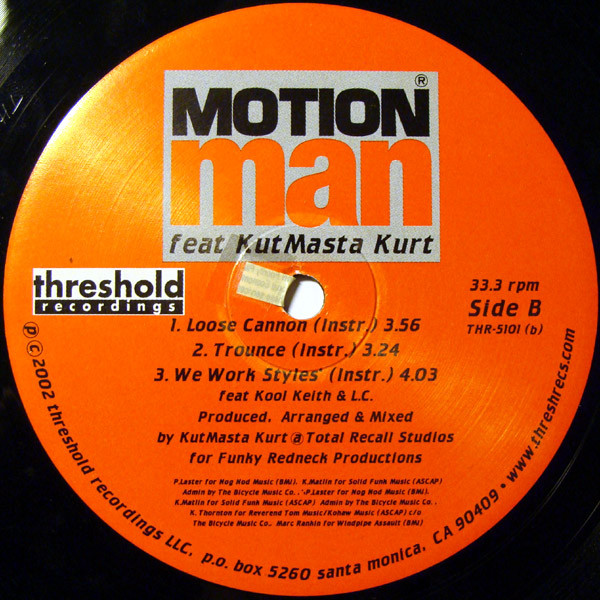 MOTION®
man
feat KutMasta Kurt
threshold
recordings
33.3 rpm
Side B
THR-5101 (b)
1. Loose Cannon (Instr.) 3.56
2. Trounce (Instr.) 3.24
3. We Work Styles' (Instr.) 4.03
feat Kool Keith & L.C.
Produced, Arranged & Mixed
by KutMasta Kurt @ Total Recall Studios
for Funky Redneck Productions
P.Laster for Nog Nod Music (BMI). K.Matlin for Solid Funk Music (ASCAP)
Admin by The Bicycle Music Co. . P.Laster for Nog Nod Music (BMI).
K.Matlin for Solid Funk Music (ASCAP) Admin by The Bicycle Music Co. .
K. Thornton for Reverend Tom Music/Kohaw Music (ASCAP) c/o
The Bicycle Music Co.. Marc Rankin for Windpipe Assault (BMI)
℗ © 2002 threshold recordings LLC. p.o. box 5260 santa monica, CA 90409 • www.threshrecs.com